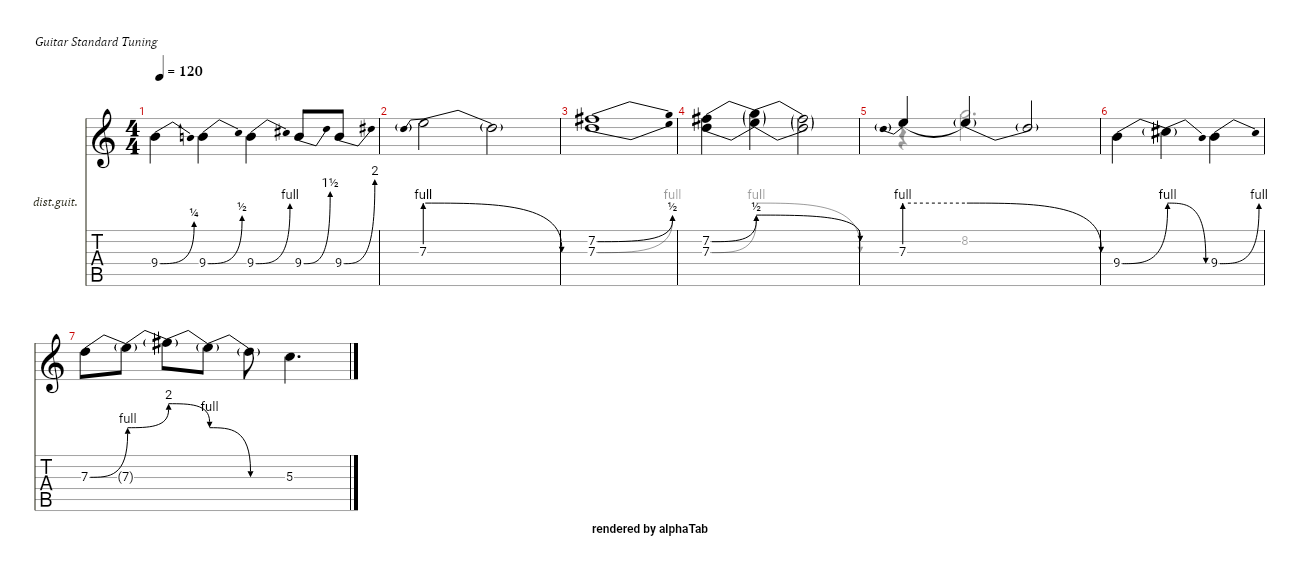 Guitar Standard Tuning
= 120
1 2 3 4 5 6
4
4
dist.guit.
¼ ½ full 1½ 2 full full ½ full ½ full full full
T
A
B
9 9 9 9 9 7 7 7 7 7 7 8 9 9
7
full 2 full
T
A
B
7 (7) 5
rendered by alphaTab